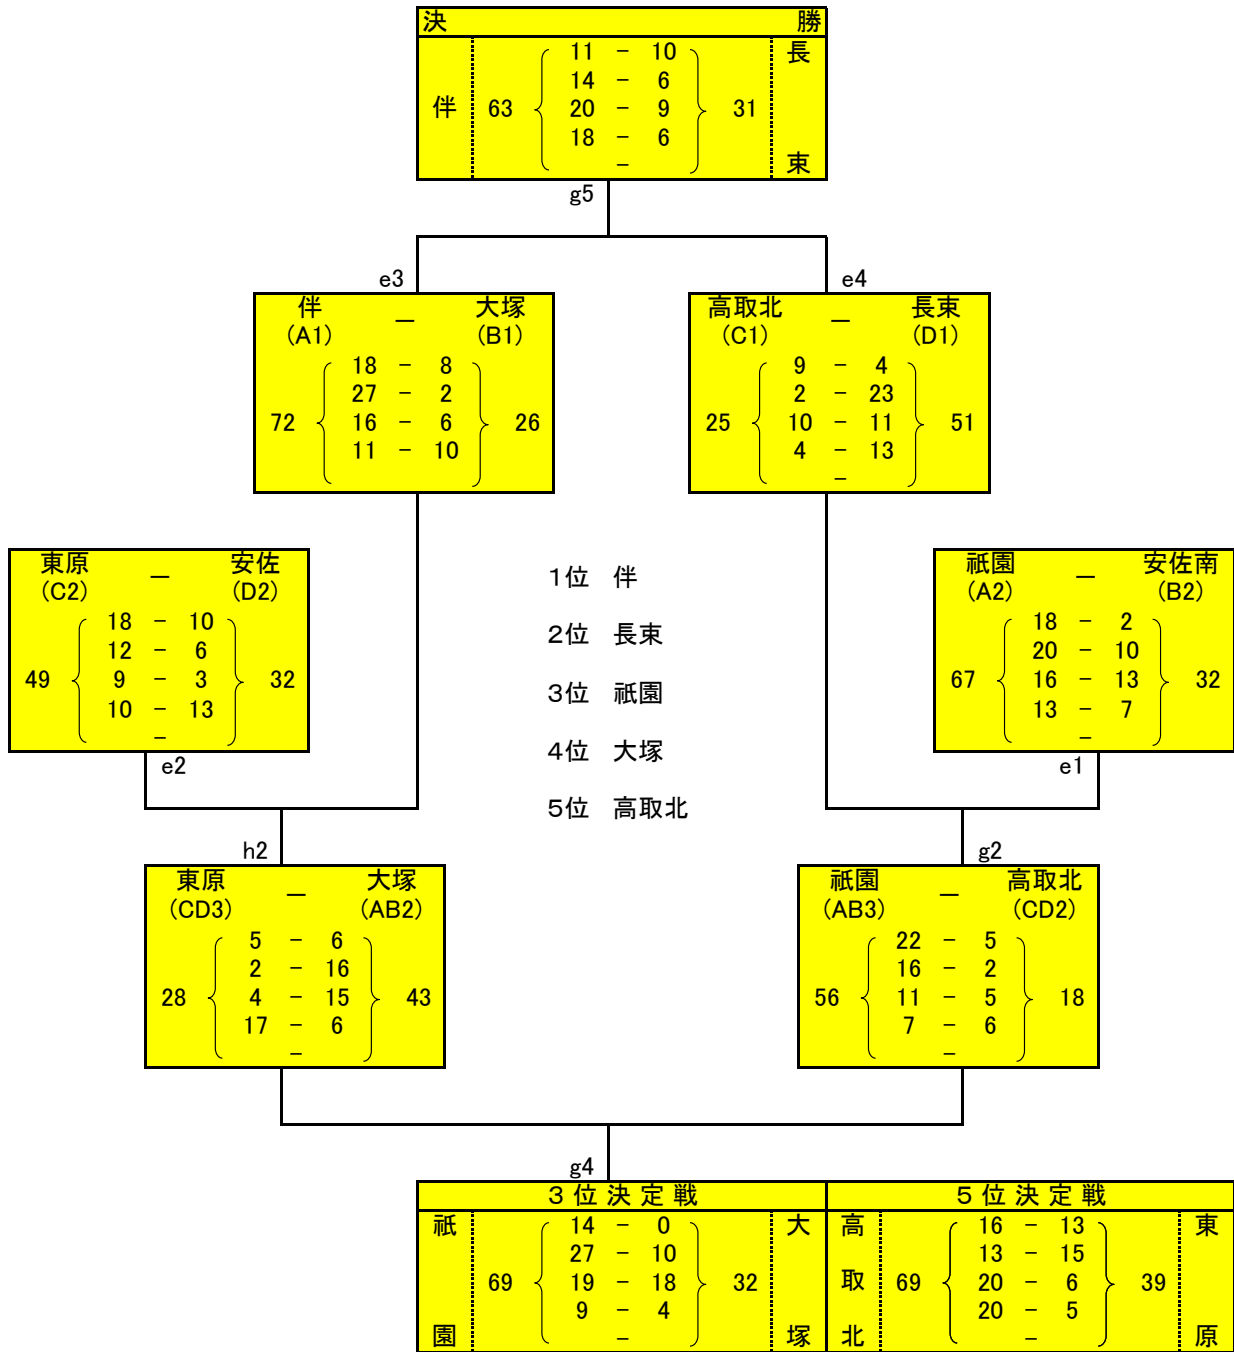 決 勝
伴 63 11 - 10 31 長束
14 - 6
20 - 9
18 - 6
-
g5
e3 e4
伴 - 大塚
(A1) (B1)
18 - 8
27 - 2
72 16 - 6 26
11 - 10
高取北 - 長束
(C1) (D1)
9 - 4
2 - 23
25 10 - 11 51
4 - 13
-
東原 - 安佐
(C2) (D2)
18 - 10
12 - 6
49 9 - 3 32
10 - 13
-
e2
1位 伴
2位 長束
3位 祇園
4位 大塚
5位 高取北
祇園 - 安佐南
(A2) (B2)
18 - 2
20 - 10
67 16 - 13 32
13 - 7
-
e1
h2 g2
東原 - 大塚
(CD3) (AB2)
5 - 6
2 - 16
28 4 - 15 43
17 - 6
-
祇園 - 高取北
(AB3) (CD2)
22 - 5
16 - 2
56 11 - 5 18
7 - 6
-
g4
3位決定戦
祇園 大塚
14 - 0
27 - 10
69 19 - 18 32
9 - 4
-
5位決定戦
高取北 東原
16 - 13
13 - 15
69 20 - 6 39
20 - 5
-